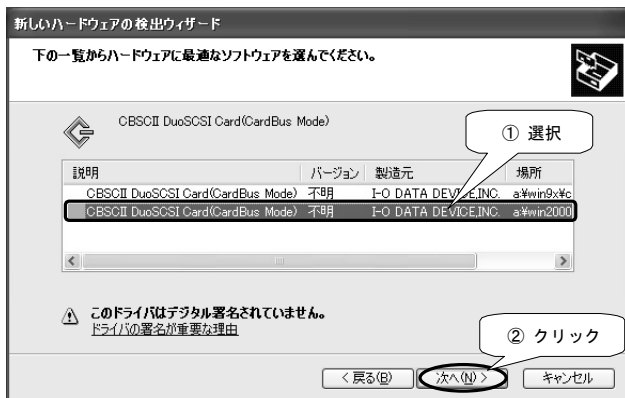 新しいハードウェアの検出ウィザード
下の一覧からハードウェアに最適なソフトウェアを選んでください。
CBSCII DuoSCSI Card(CardBus Mode)
① 選択
説明 バージョン 製造元 場所
CBSCII DuoSCSI Card(CardBus Mode) 不明 I-O DATA DEVICE,INC. a:¥win9x¥c
CBSCII DuoSCSI Card(CardBus Mode) 不明 I-O DATA DEVICE,INC. a:¥win2000
このドライバはデジタル署名されていません。
ドライバの署名が重要な理由
② クリック
< 戻る(B) 次へ(N) > キャンセル